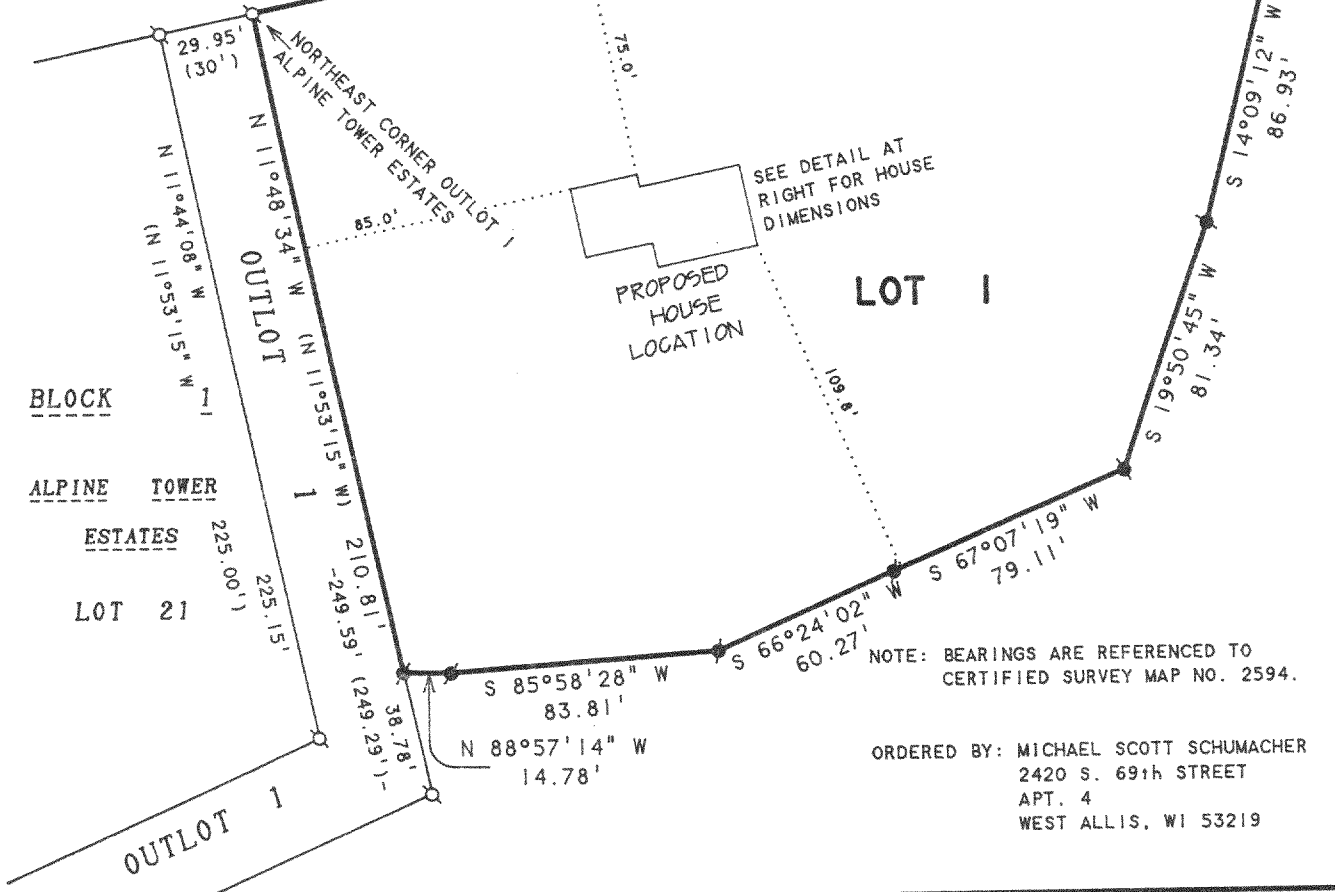 29.95'
(30')
NORTHEAST CORNER OUTLOT 1
ALPINE TOWER ESTATES
75.0'
S 14°09'12" W
86.93'
N 11°44'08" W
(N 11°53'15" W
225.00')
225.15'
N 11°48'34" W (N 11°53'15" W) 210.81'
-249.59' (249.29')-
38.78'
OUTLOT 1
85.0'
SEE DETAIL AT
RIGHT FOR HOUSE
DIMENSIONS
PROPOSED
HOUSE
LOCATION
LOT 1
109.8'
S 19°50'45" W
81.34'
BLOCK 1
ALPINE TOWER
ESTATES
LOT 21
S 67°07'19" W
79.11'
S 66°24'02" W
60.27'
S 85°58'28" W
83.81'
N 88°57'14" W
14.78'
OUTLOT 1
NOTE: BEARINGS ARE REFERENCED TO
CERTIFIED SURVEY MAP NO. 2594.
ORDERED BY: MICHAEL SCOTT SCHUMACHER
2420 S. 69th STREET
APT. 4
WEST ALLIS, WI 53219